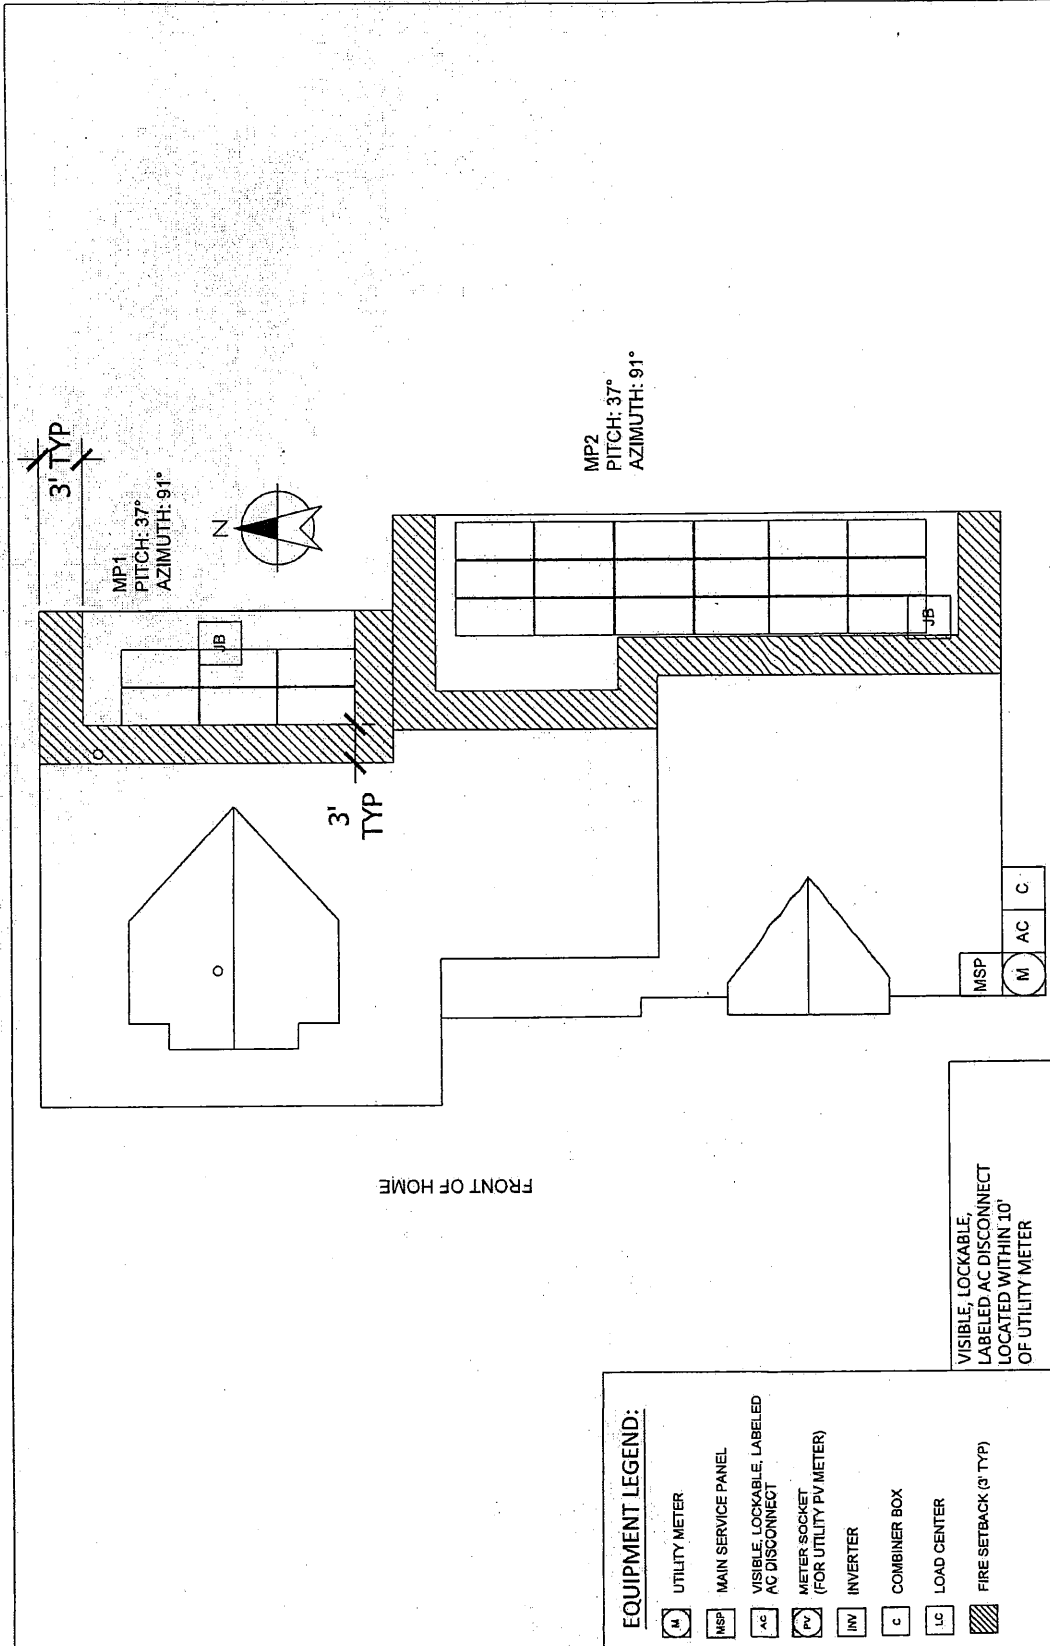 3' TYP
MP1
PITCH: 37°
AZIMUTH: 91°
N
JB
3'
TYP
MP2
PITCH: 37°
AZIMUTH: 91°
JB
MSP
M
AC
C
FRONT OF HOME
VISIBLE, LOCKABLE,
LABELED AC DISCONNECT
LOCATED WITHIN 10'
OF UTILITY METER
EQUIPMENT LEGEND:
M UTILITY METER
MSP MAIN SERVICE PANEL
AC VISIBLE, LOCKABLE, LABELED
AC DISCONNECT
PV METER SOCKET
(FOR UTILITY PV METER)
INV INVERTER
C COMBINER BOX
LC LOAD CENTER
FIRE SETBACK (3' TYP)